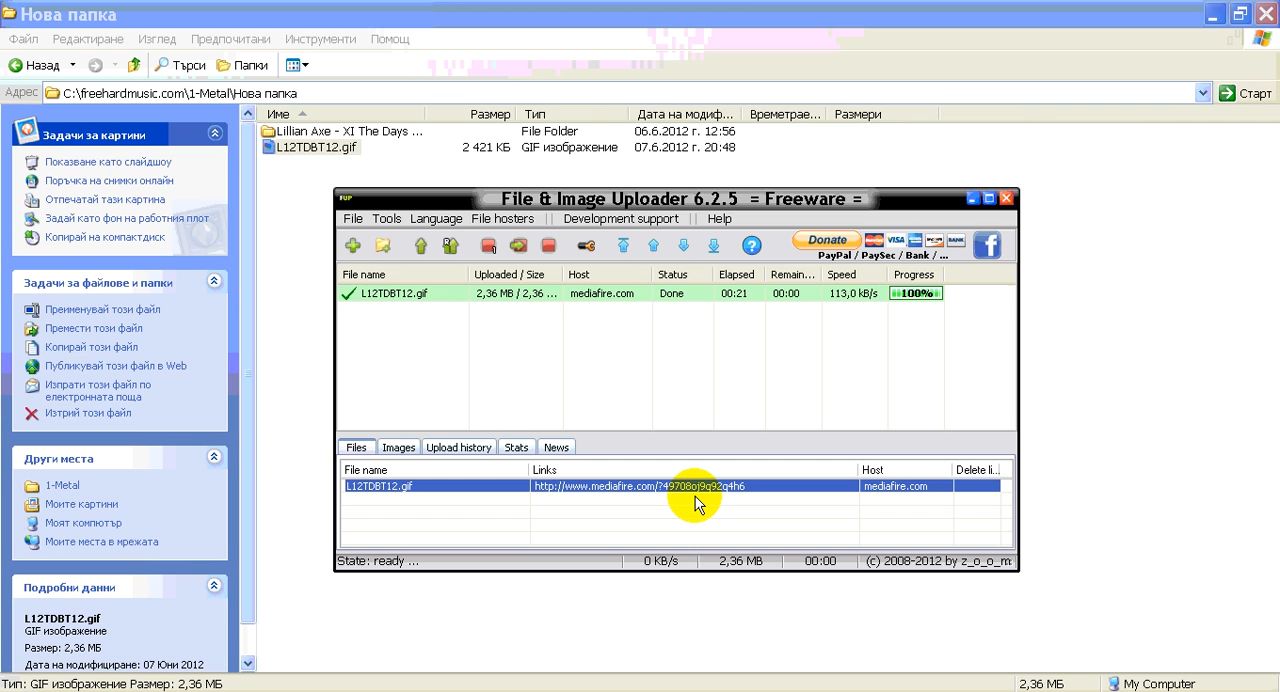 Нова папка
Файл Редактиране Изглед Предпочитани Инструменти Помощ
Назад Търси Папки
Адрес C:\freehardmusic.com\1-Metal\Нова папка Старт
Задачи за картини
Показване като слайдшоу
Поръчка на снимки онлайн
Отпечатай тази картина
Задай като фон на работния плот
Копирай на компактдиск
Задачи за файлове и папки
Преименувай този файл
Премести този файл
Копирай този файл
Публикувай този файл в Web
Изпрати този файл по
електронната поща
Изтрий този файл
Други места
1-Metal
Моите картини
Моят компютър
Моите места в мрежата
Подробни данни
L12TDBT12.gif
GIF изображение
Размер: 2,36 МБ
Дата на модифициране: 07 Юни 2012
Име Размер Тип Дата на модиф... Времетрае... Размери
Lillian Axe - XI The Days ... File Folder 06.6.2012 г. 12:56
L12TDBT12.gif 2 421 КБ GIF изображение 07.6.2012 г. 20:48
FUP File & Image Uploader 6.2.5 = Freeware =
File Tools Language File hosters || Development support || Help
Donate VISA BANK f
PayPal / PaySec / Bank / ...
File name Uploaded / Size Host Status Elapsed Remain... Speed Progress
L12TDBT12.gif 2,36 MB / 2,36 ... mediafire.com Done 00:21 00:00 113,0 kB/s 100%
Files Images Upload history Stats News
File name Links Host Delete li...
L12TDBT12.gif http://www.mediafire.com/?49708oj9q92q4h6 mediafire.com
State: ready ... 0 KB/s 2,36 MB 00:00 (c) 2008-2012 by z_o_o_m
Тип: GIF изображение Размер: 2,36 МБ 2,36 МБ My Computer